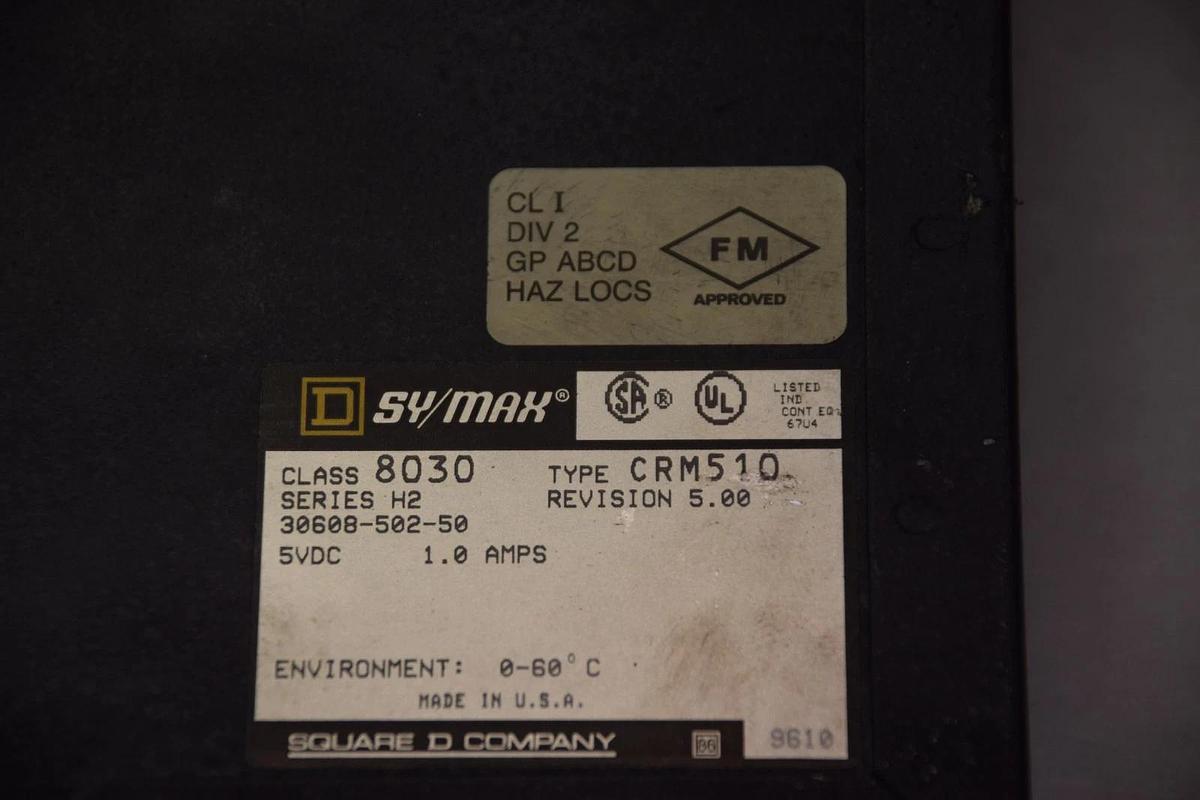 CL I
DIV 2
GP ABCD
HAZ LOCS
FM
APPROVED
D SY/MAX®
SA ®
UL
LISTED
IND
CONT EQ
67U4
CLASS 8030 TYPE CRM510
SERIES H2 REVISION 5.00
30608-502-50
5VDC 1.0 AMPS
ENVIRONMENT: 0-60°C
MADE IN U.S.A.
SQUARE D COMPANY
86 9610